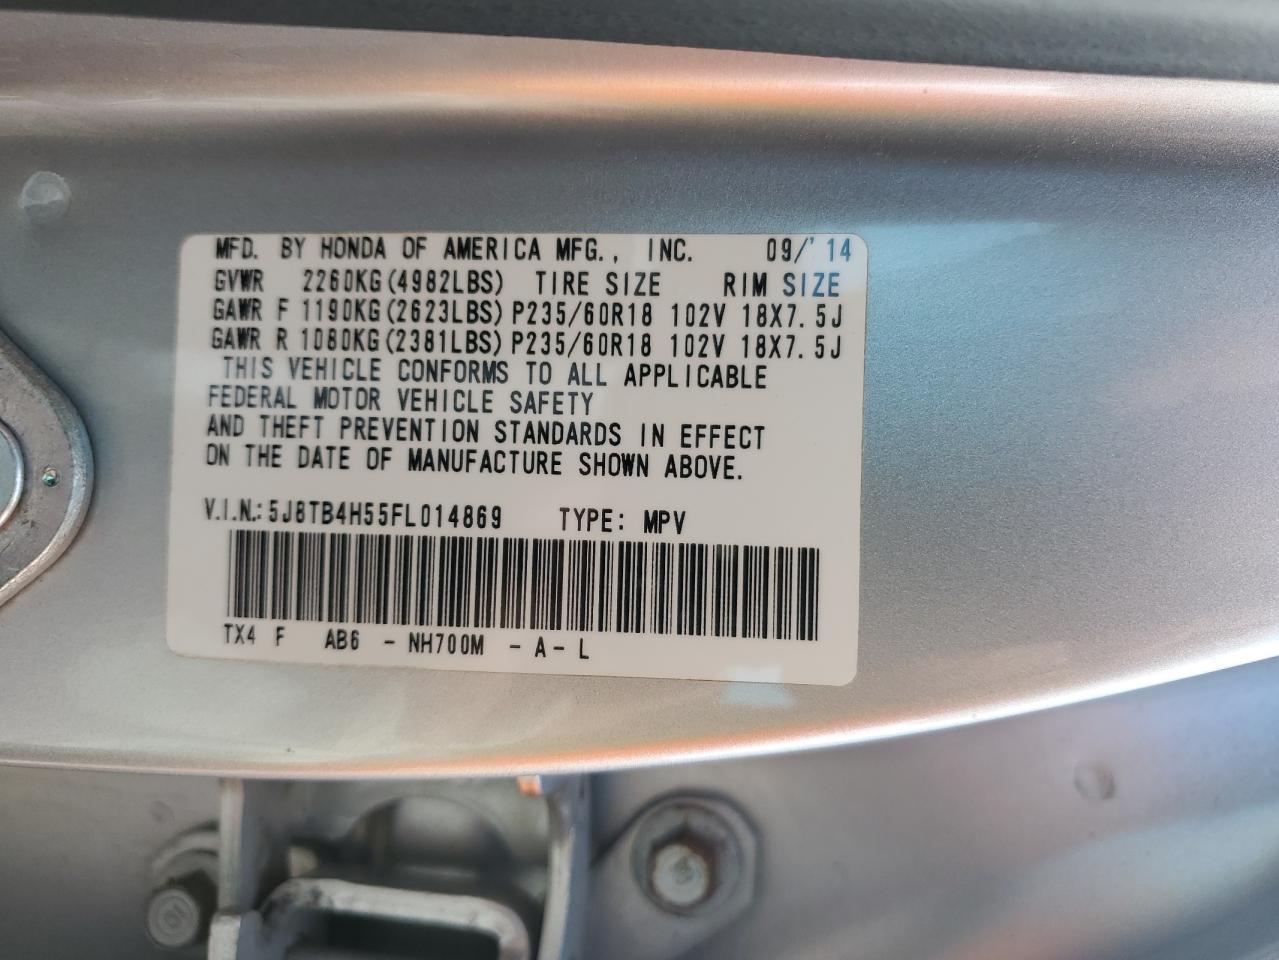 MFD. BY HONDA OF AMERICA MFG., INC. 09/'14
GVWR 2260KG(4982LBS) TIRE SIZE RIM SIZE
GAWR F 1190KG(2623LBS) P235/60R18 102V 18X7.5J
GAWR R 1080KG(2381LBS) P235/60R18 102V 18X7.5J
THIS VEHICLE CONFORMS TO ALL APPLICABLE
FEDERAL MOTOR VEHICLE SAFETY
AND THEFT PREVENTION STANDARDS IN EFFECT
ON THE DATE OF MANUFACTURE SHOWN ABOVE.
V.I.N.: 5J8TB4H55FL014869 TYPE: MPV
TX4 F AB6 - NH700M - A - L